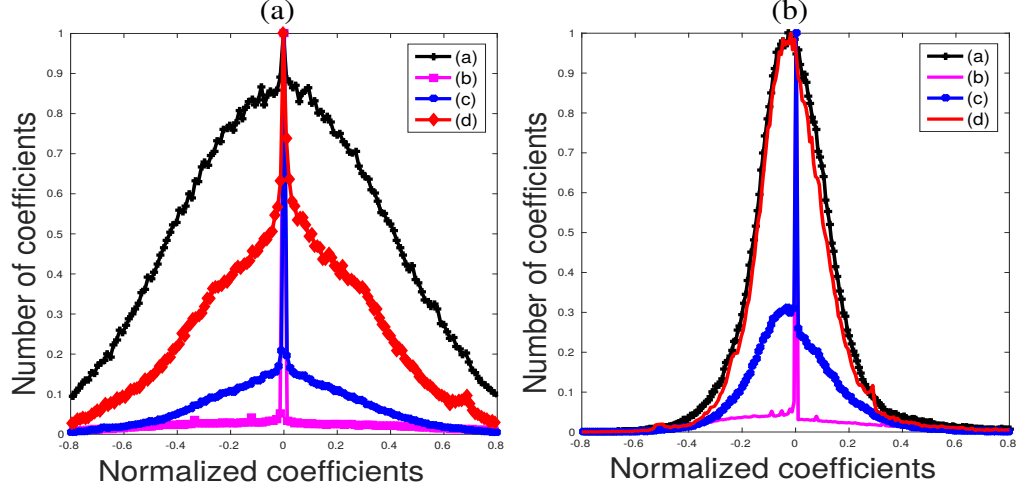 (a) (b)
Number of coefficients
1
0.9
0.8
0.7
0.6
0.5
0.4
0.3
0.2
0.1
0
-0.8 -0.6 -0.4 -0.2 0 0.2 0.4 0.6 0.8
Normalized coefficients
(a)
(b)
(c)
(d)
Number of coefficients
1
0.9
0.8
0.7
0.6
0.5
0.4
0.3
0.2
0.1
0
-0.8 -0.6 -0.4 -0.2 0 0.2 0.4 0.6 0.8
Normalized coefficients
(a)
(b)
(c)
(d)